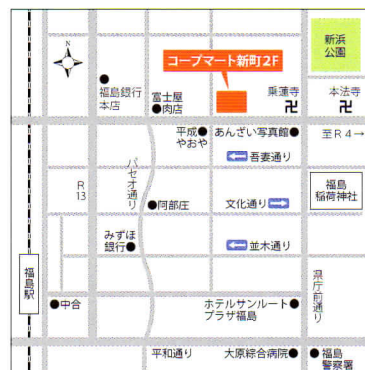 N
コープマート新町2F
新浜
公園
福島銀行
本店
富士屋
肉店
乗蓮寺
卍
本法寺
卍
平成
やおや
あんざい写真館
至R4→
吾妻通り
パセオ通り
R
13
阿部庄
文化通り
福島
稲荷神社
みずほ
銀行
並木通り
福島駅
県庁前通り
中合
ホテルサンルート
プラザ福島
平和通り
大原綜合病院
福島
警察署